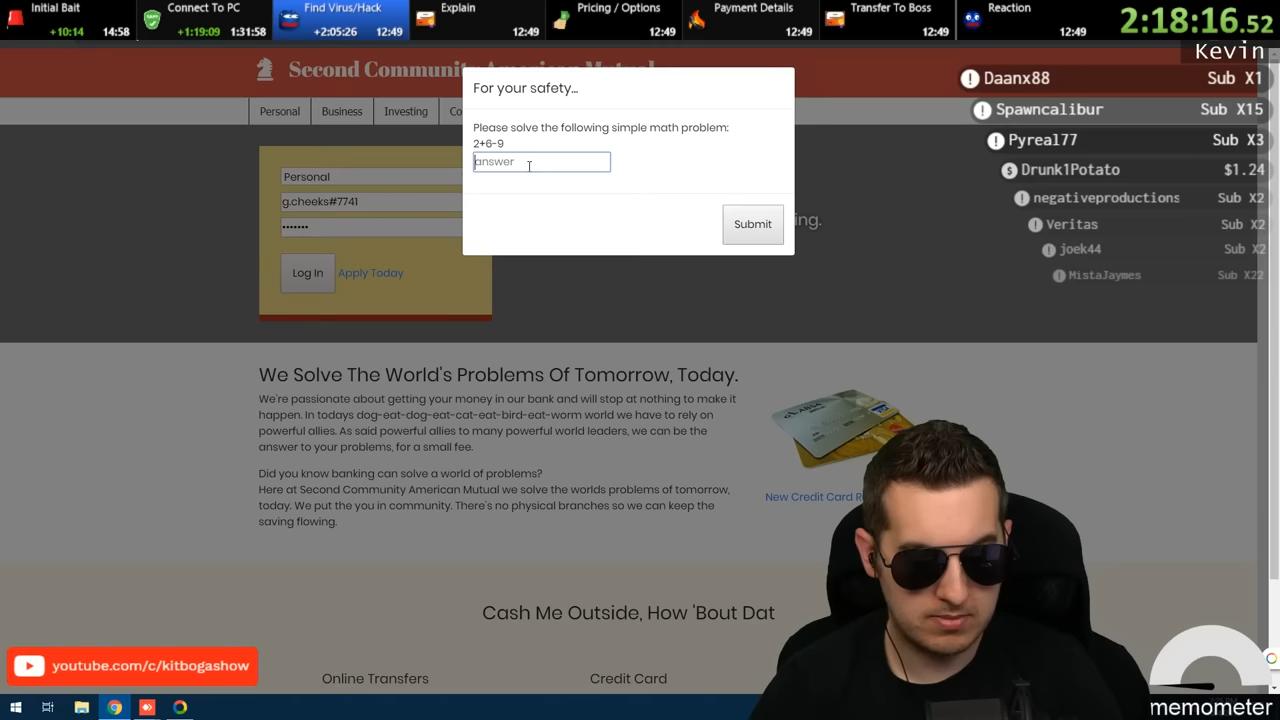 Initial Bait
+10:14 14:58
Connect To PC
+1:19:09 1:31:58
Find Virus/Hack
+2:05:26 12:49
Explain
12:49
Pricing / Options
12:49
Payment Details
12:49
Transfer To Boss
12:49
Reaction
12:49
2:18:16.52
Kevin
Daanx88 Sub X1
Spawncalibur Sub X15
Pyreal77 Sub X3
Drunk1Potato $1.24
negativeproductions Sub X2
Veritas Sub X2
joek44 Sub X2
MistaJaymes Sub X22
Second Community American Mutual
Personal Business Investing Co
For your safety...
Please solve the following simple math problem:
2+6-9
answer
Submit
Personal
g.cheeks#7741
•••••••
Log In Apply Today
ng.
We Solve The World's Problems Of Tomorrow, Today.
We're passionate about getting your money in our bank and will stop at nothing to make it
happen. In todays dog-eat-dog-eat-cat-eat-bird-eat-worm world we have to rely on
powerful allies. As said powerful allies to many powerful world leaders, we can be the
answer to your problems, for a small fee.
Did you know banking can solve a world of problems?
Here at Second Community American Mutual we solve the worlds problems of tomorrow,
today. We put the you in community. There's no physical branches so we can keep the
saving flowing.
New Credit Card R
Cash Me Outside, How 'Bout Dat
Online Transfers Credit Card
youtube.com/c/kitbogashow
memometer